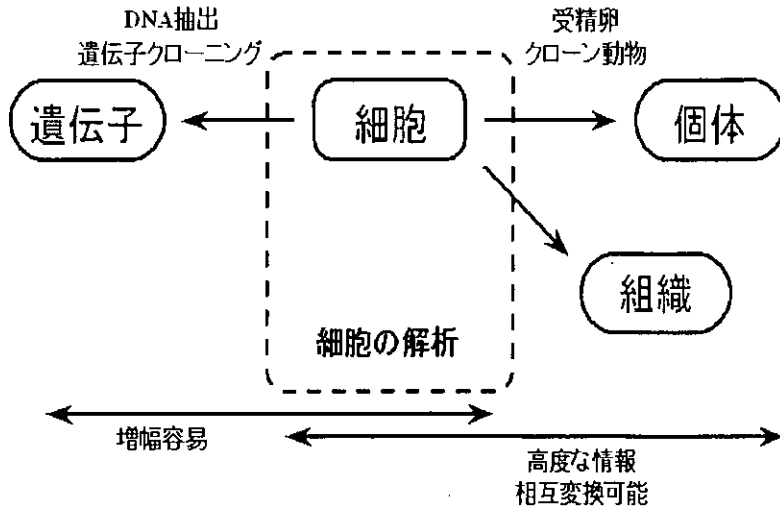 DNA抽出
遺伝子クローニング
受精卵
クローン動物
遺伝子
細胞
個体
組織
細胞の解析
増幅容易
高度な情報
相互変換可能